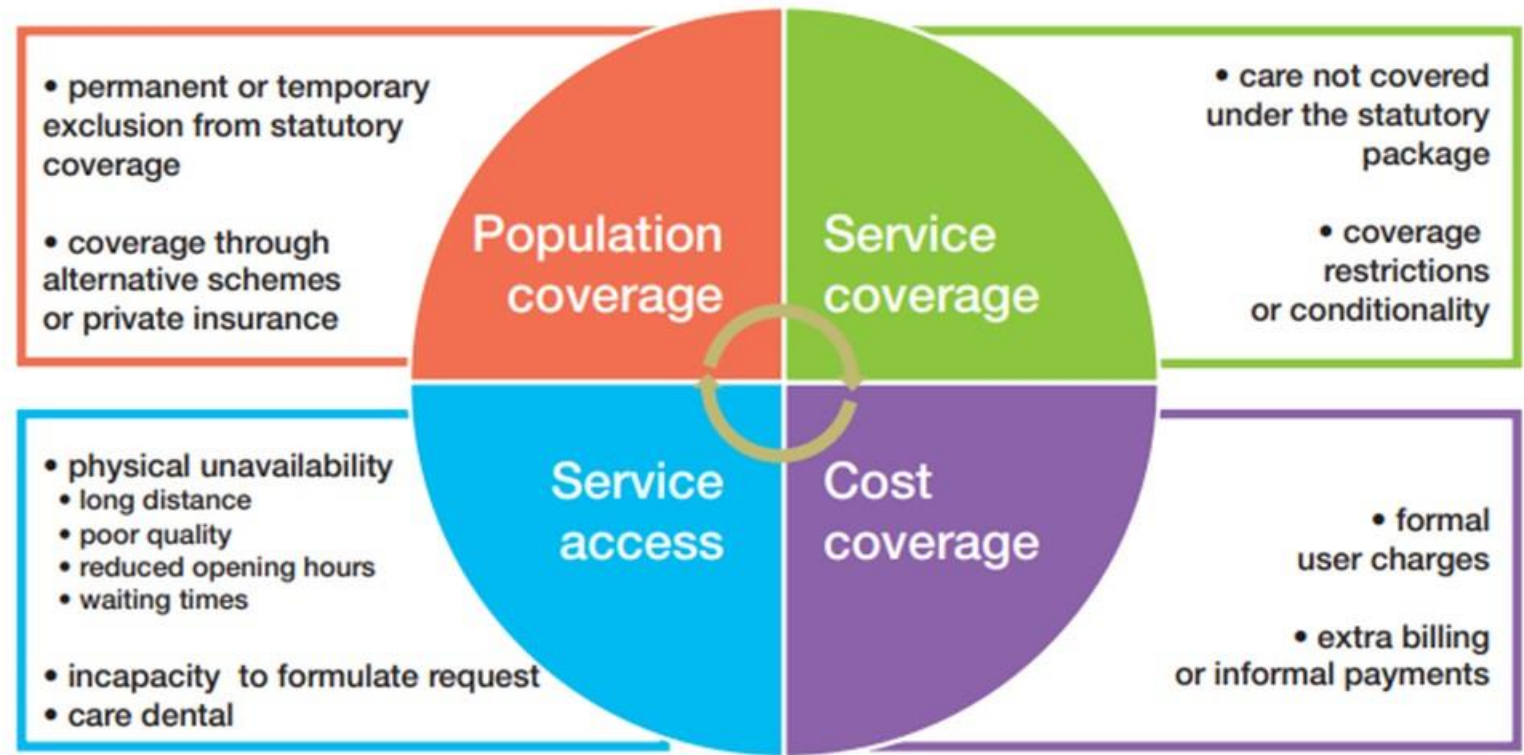 • permanent or temporary
exclusion from statutory
coverage
• coverage through
alternative schemes
or private insurance
Population
coverage
Service
coverage
• care not covered
under the statutory
package
• coverage
restrictions
or conditionality
• physical unavailability
• long distance
• poor quality
• reduced opening hours
• waiting times
• incapacity to formulate request
• care dental
Service
access
Cost
coverage
• formal
user charges
• extra billing
or informal payments